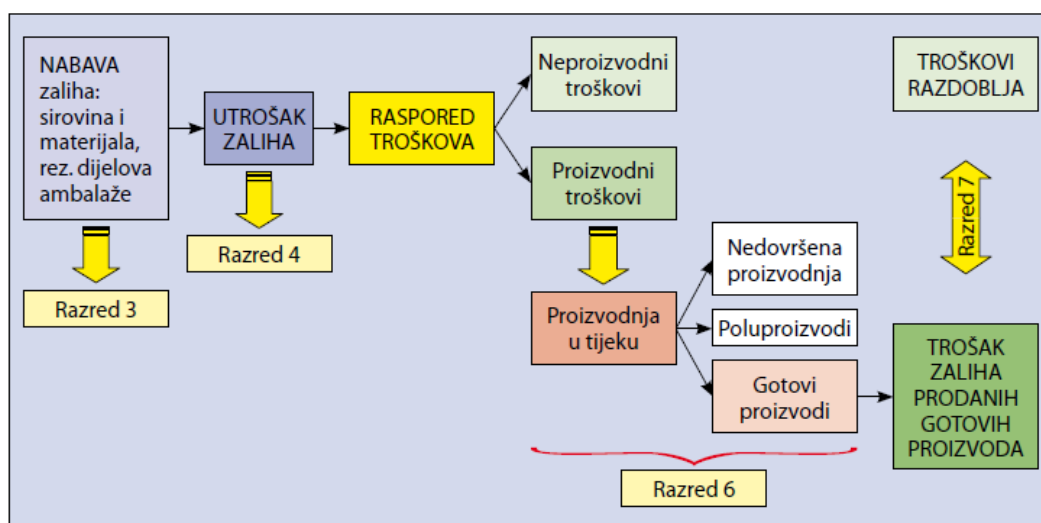 NABAVA
zaliha:
sirovina i
materijala,
rez. dijelova
ambalaže
Razred 3
UTROŠAK
ZALIHA
Razred 4
RASPORED
TROŠKOVA
Neproizvodni
troškovi
Proizvodni
troškovi
Proizvodnja
u tijeku
Nedovršena
proizvodnja
Poluproizvodi
Gotovi
proizvodi
Razred 6
TROŠKOVI
RAZDOBLJA
Razred 7
TROŠAK
ZALIHA
PRODANIH
GOTOVIH
PROIZVODA